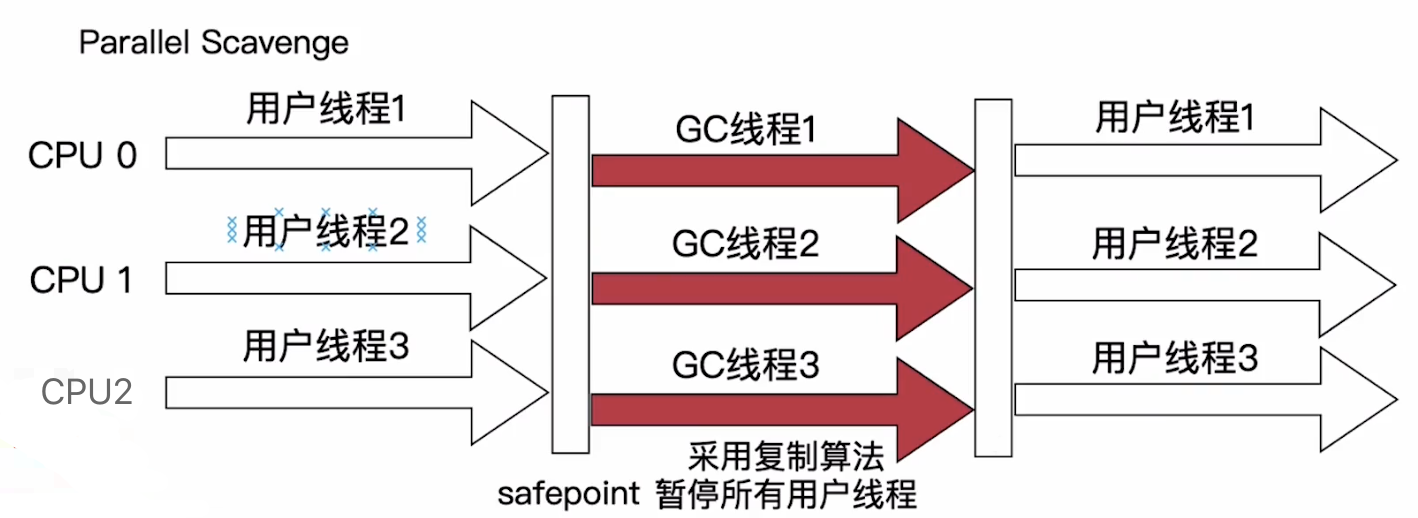 Parallel Scavenge
用户线程1
GC线程1
用户线程1
CPU 0
用户线程2
GC线程2
用户线程2
CPU 1
用户线程3
GC线程3
用户线程3
CPU2
采用复制算法
safepoint 暂停所有用户线程